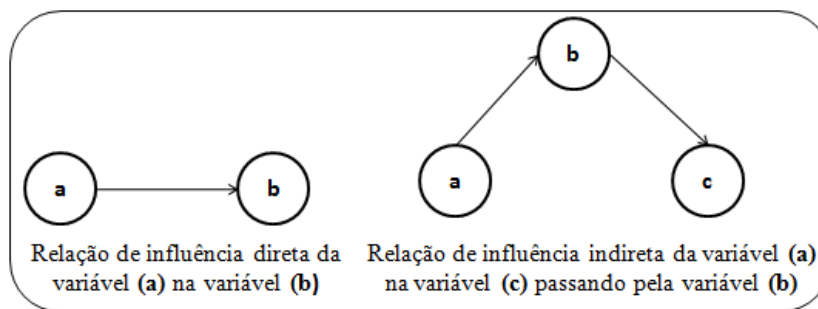 a
b
Relação de influência direta da
variável (a) na variável (b)
b
a
c
Relação de influência indireta da variável (a)
na variável (c) passando pela variável (b)